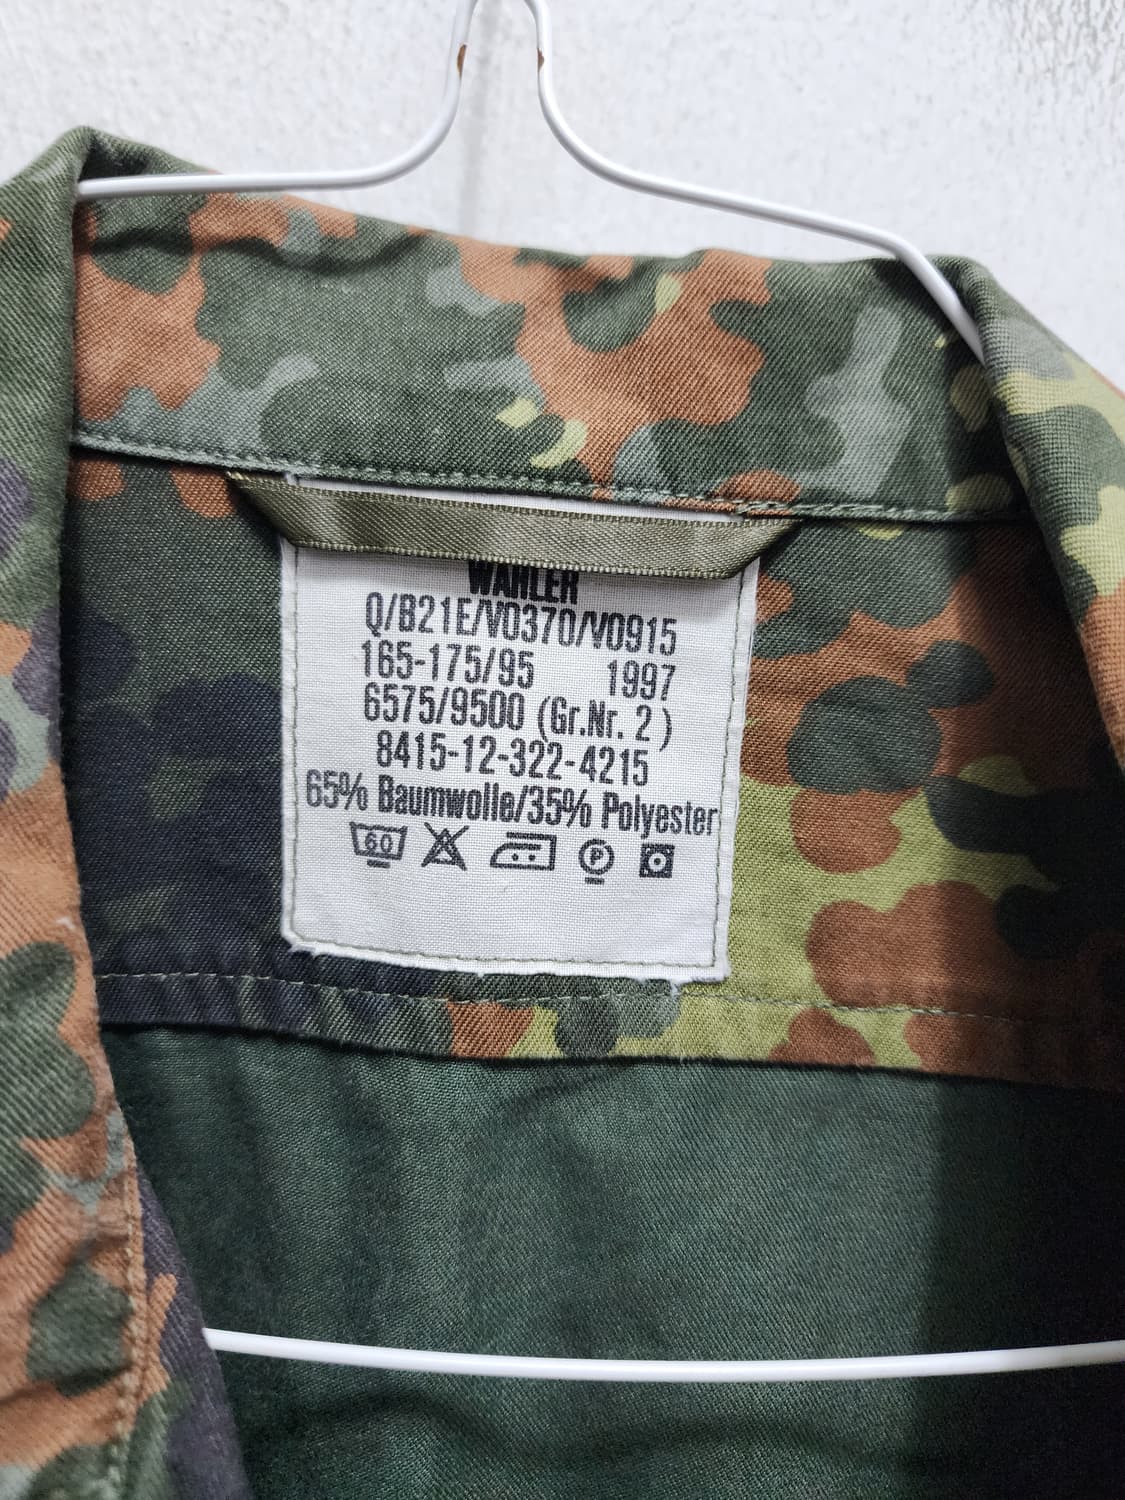 WAHLER
Q/B21E/V0370/V0915
165-175/95 1997
6575/9500 (Gr.Nr. 2 )
8415-12-322-4215
65% Baumwolle/35% Polyester
60 P